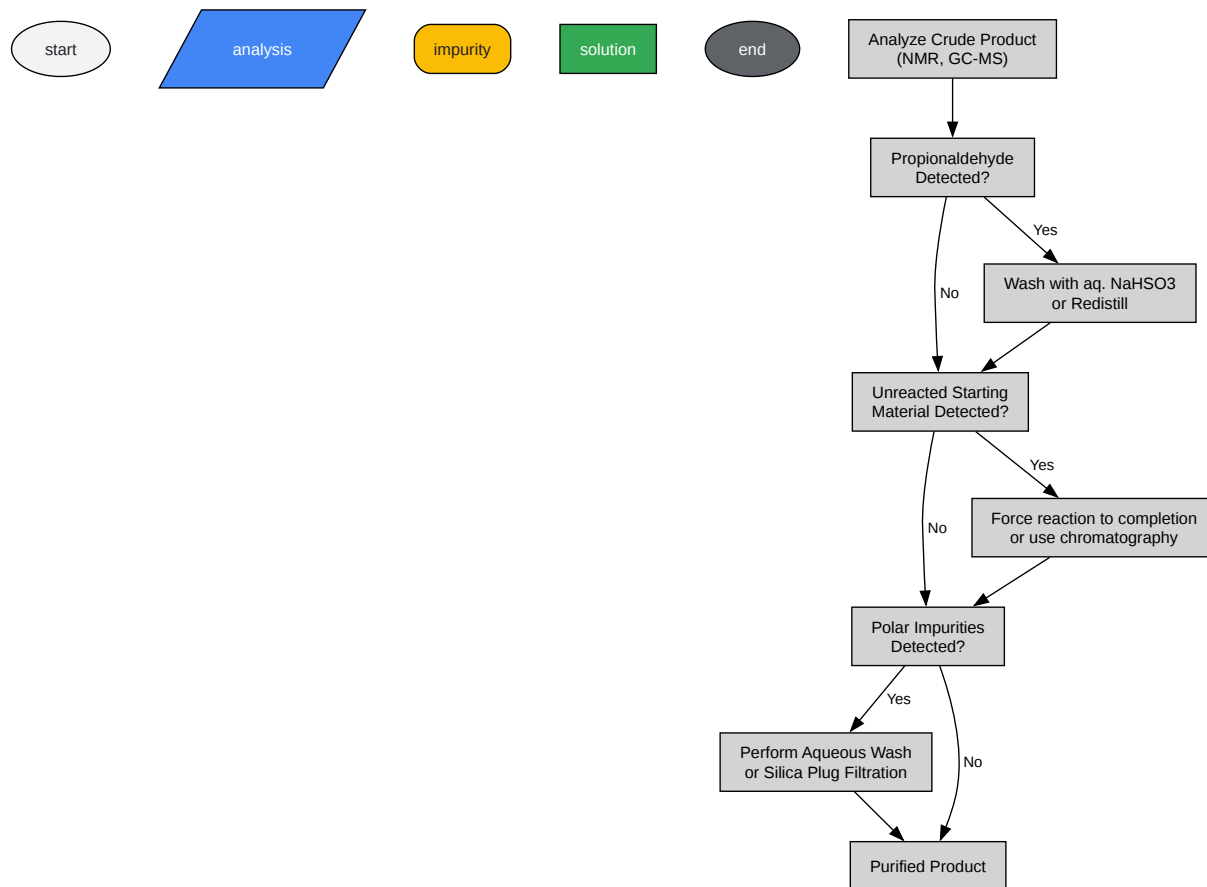 start
analysis
impurity
solution
end
Analyze Crude Product
(NMR, GC-MS)
Propionaldehyde
Detected?
Yes
Wash with aq. NaHSO3
or Redistill
No
Unreacted Starting
Material Detected?
Yes
Force reaction to completion
or use chromatography
No
Polar Impurities
Detected?
Yes
Perform Aqueous Wash
or Silica Plug Filtration
No
Purified Product